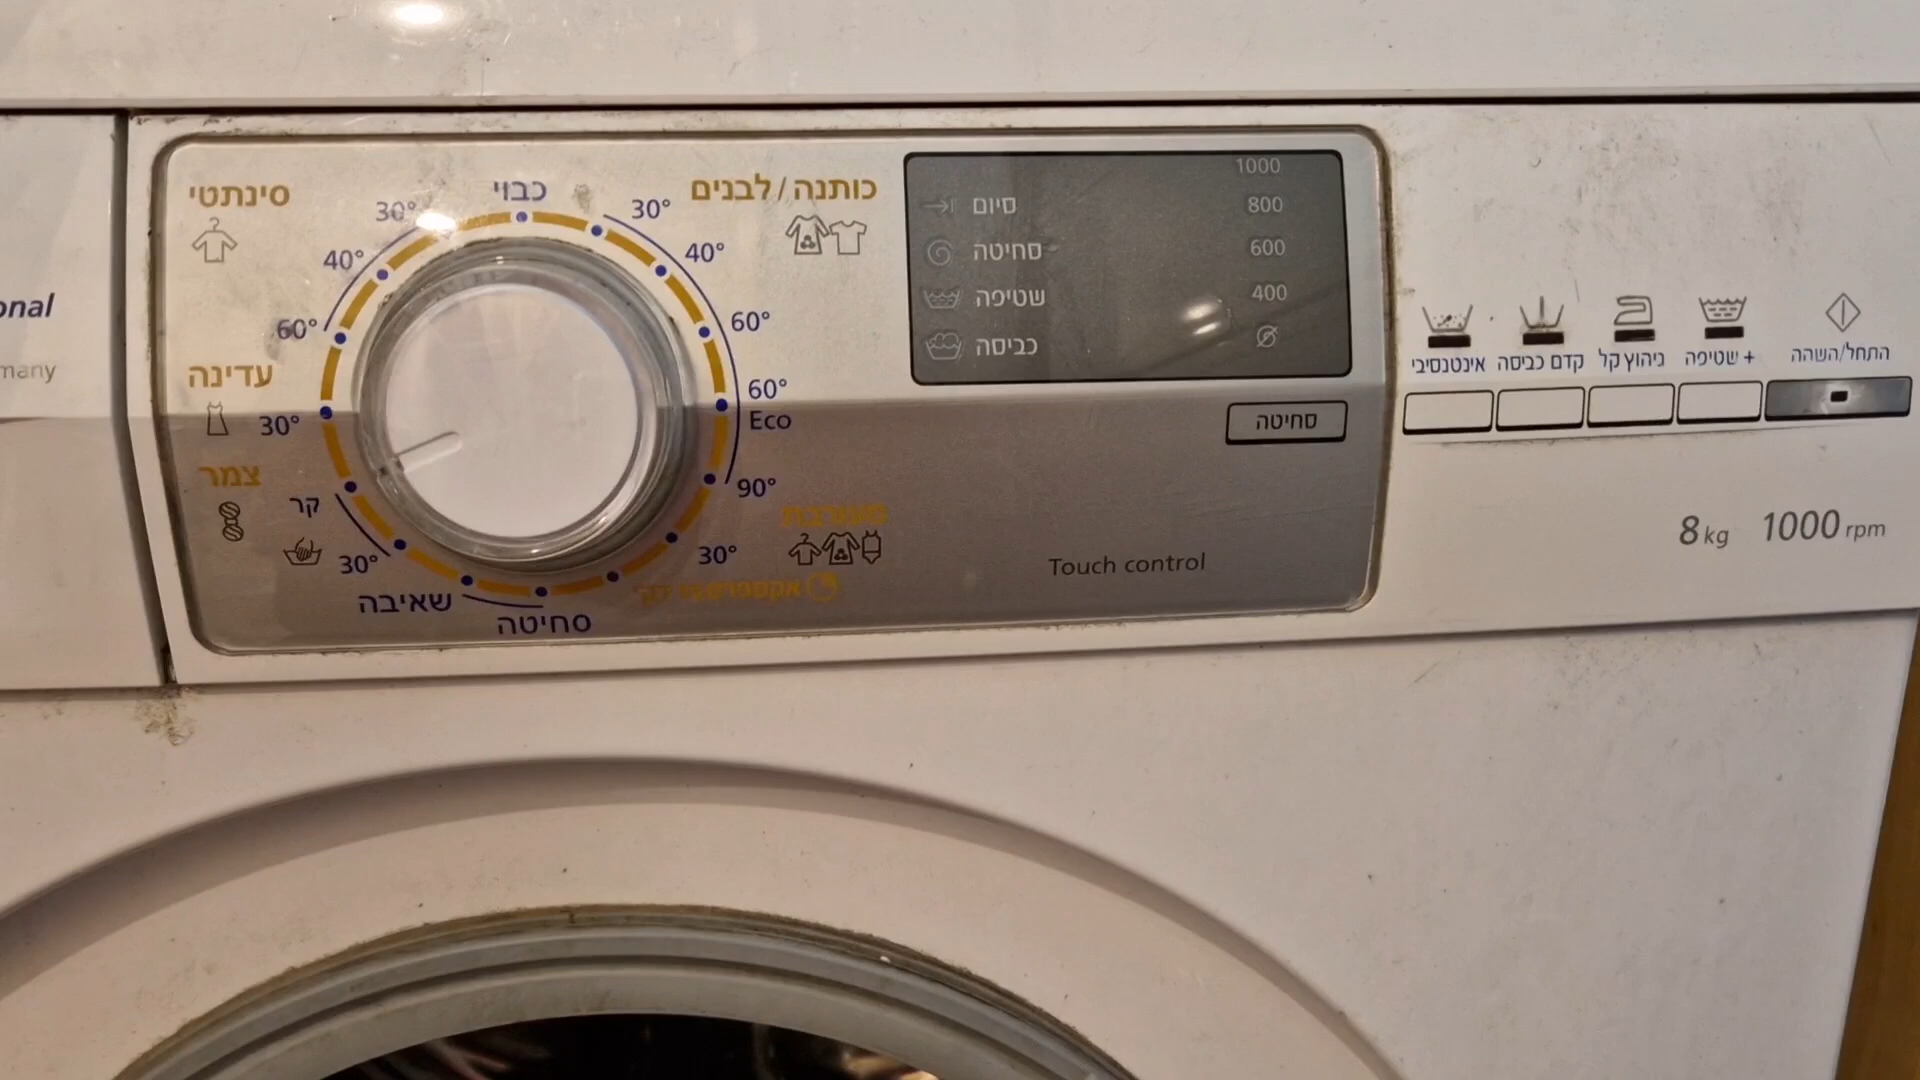 onal
many
כבוי
כותנה/לבנים
30°
40°
60°
60°
Eco
90°
מעורבת
30°
אקספרס
סחיטה
שאיבה
צמר
קר
30°
עדינה
30°
סינתטי
30°
40°
60°
סיום
סחיטה
שטיפה
כביסה
1000
800
600
400
סחיטה
Touch control
אינטנסיבי
קדם כביסה
גיהוץ קל
שטיפה +
התחל/השהה
8 kg 1000 rpm